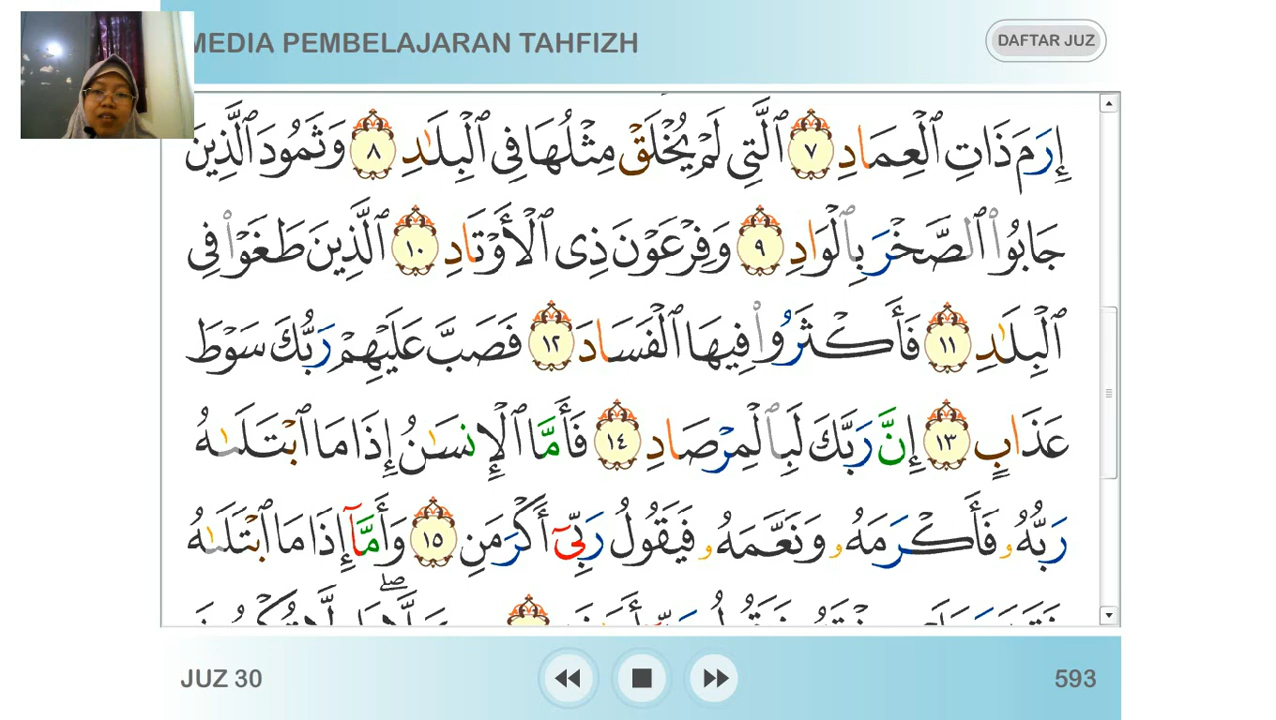 MEDIA PEMBELAJARAN TAHFIZH
DAFTAR JUZ
إِرَمَ ذَاتِ ٱلْعِمَادِ ٧ ٱلَّتِي لَمْ يُخْلَقْ مِثْلُهَا فِى ٱلْبِلَـٰدِ ٨ وَثَمُودَ ٱلَّذِينَ
جَابُوا۟ ٱلصَّخْرَ بِٱلْوَادِ ٩ وَفِرْعَوْنَ ذِى ٱلْأَوْتَادِ ١٠ ٱلَّذِينَ طَغَوْا۟ فِى
ٱلْبِلَـٰدِ ١١ فَأَكْثَرُوا۟ فِيهَا ٱلْفَسَادَ ١٢ فَصَبَّ عَلَيْهِمْ رَبُّكَ سَوْطَ
عَذَابٍ ١٣ إِنَّ رَبَّكَ لَبِٱلْمِرْصَادِ ١٤ فَأَمَّا ٱلْإِنسَـٰنُ إِذَا مَا ٱبْتَلَىٰهُ
رَبُّهُۥ فَأَكْرَمَهُۥ وَنَعَّمَهُۥ فَيَقُولُ رَبِّىٓ أَكْرَمَنِ ١٥ وَأَمَّآ إِذَا مَا ٱبْتَلَىٰهُ
JUZ 30
593